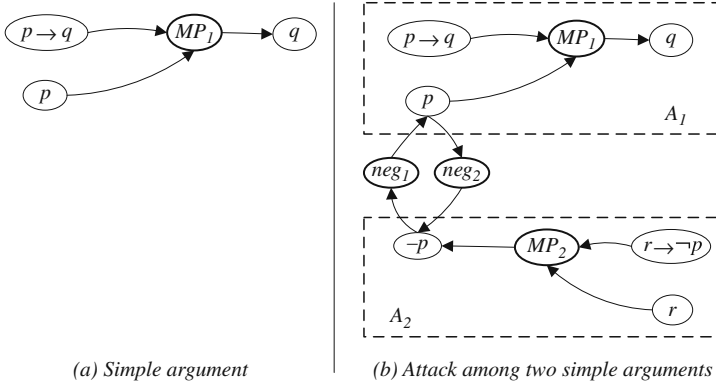 p → q
MP1
q
p
(a) Simple argument
p → q
MP1
q
p
A1
neg1
neg2
–p
MP2
r→¬p
r
A2
(b) Attack among two simple arguments